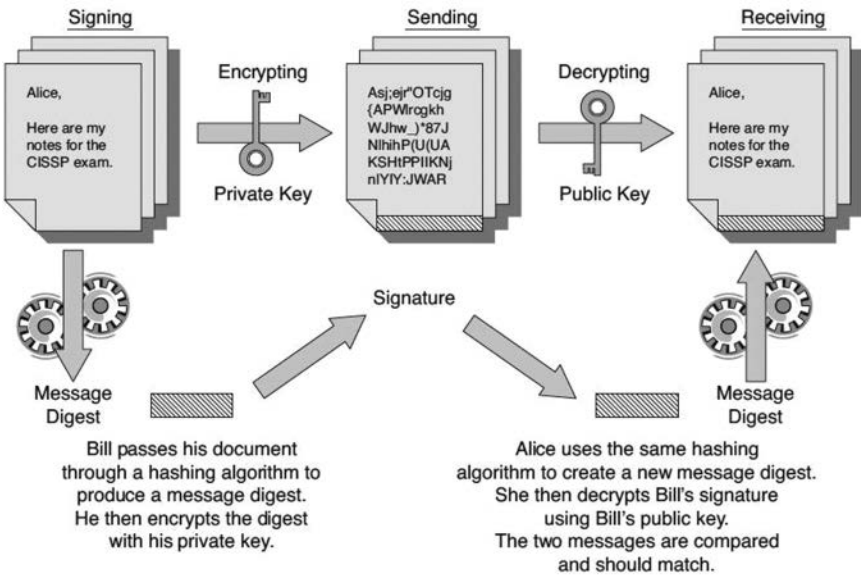 Signing
Sending
Receiving
Alice,
Here are my
notes for the
CISSP exam.
Encrypting
Private Key
Asj;ejr"OTcjg
{APWlrcgkh
WJhw_)*87J
NlhihP(U(UA
KSHtPPIIKNj
nlYIY:JWAR
Decrypting
Public Key
Alice,
Here are my
notes for the
CISSP exam.
Signature
Message
Digest
Message
Digest
Bill passes his document
through a hashing algorithm to
produce a message digest.
He then encrypts the digest
with his private key.
Alice uses the same hashing
algorithm to create a new message digest.
She then decrypts Bill's signature
using Bill's public key.
The two messages are compared
and should match.